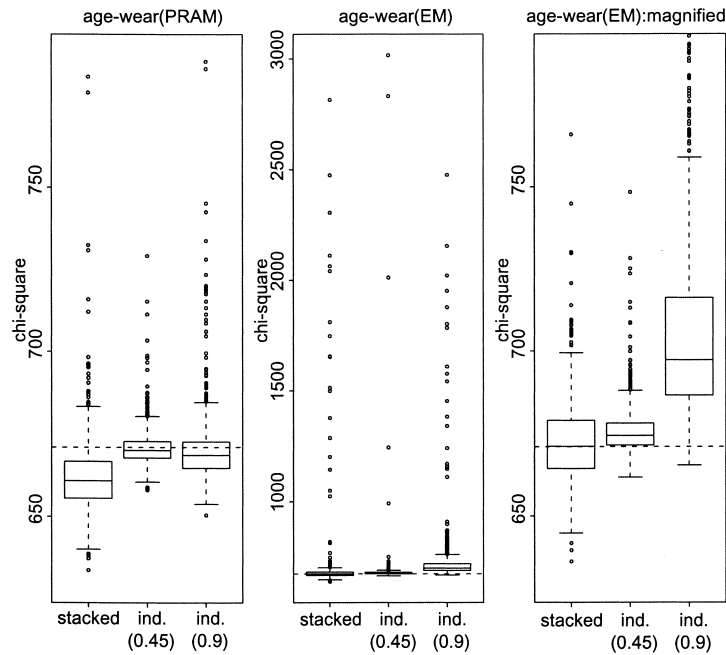 age-wear(PRAM)
age-wear(EM)
age-wear(EM):magnified
chi-square
750
700
650
stacked
ind.
(0.45)
ind.
(0.9)
chi-square
3000
2500
2000
1500
1000
stacked
ind.
(0.45)
ind.
(0.9)
chi-square
750
700
650
stacked
ind.
(0.45)
ind.
(0.9)